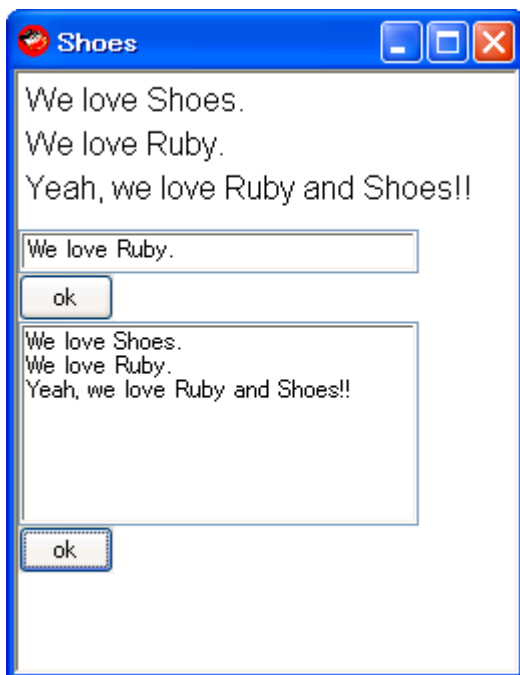 Shoes
We love Shoes.
We love Ruby.
Yeah, we love Ruby and Shoes!!
We love Ruby.
ok
We love Shoes.
We love Ruby.
Yeah, we love Ruby and Shoes!!
ok